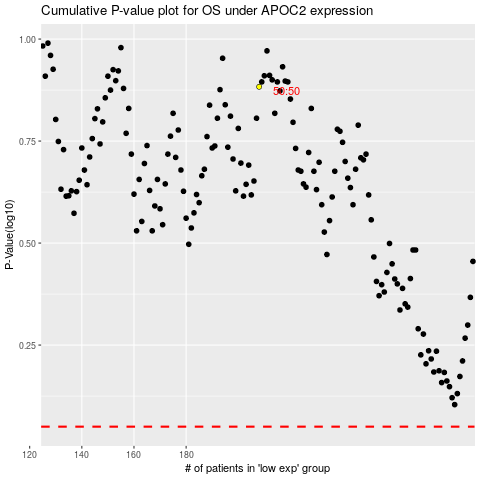 Cumulative P-value plot for OS under APOC2 expression
1.00
0.75
0.50
0.25
P-Value(log10)
50:50
120 140 160 180
# of patients in 'low exp' group